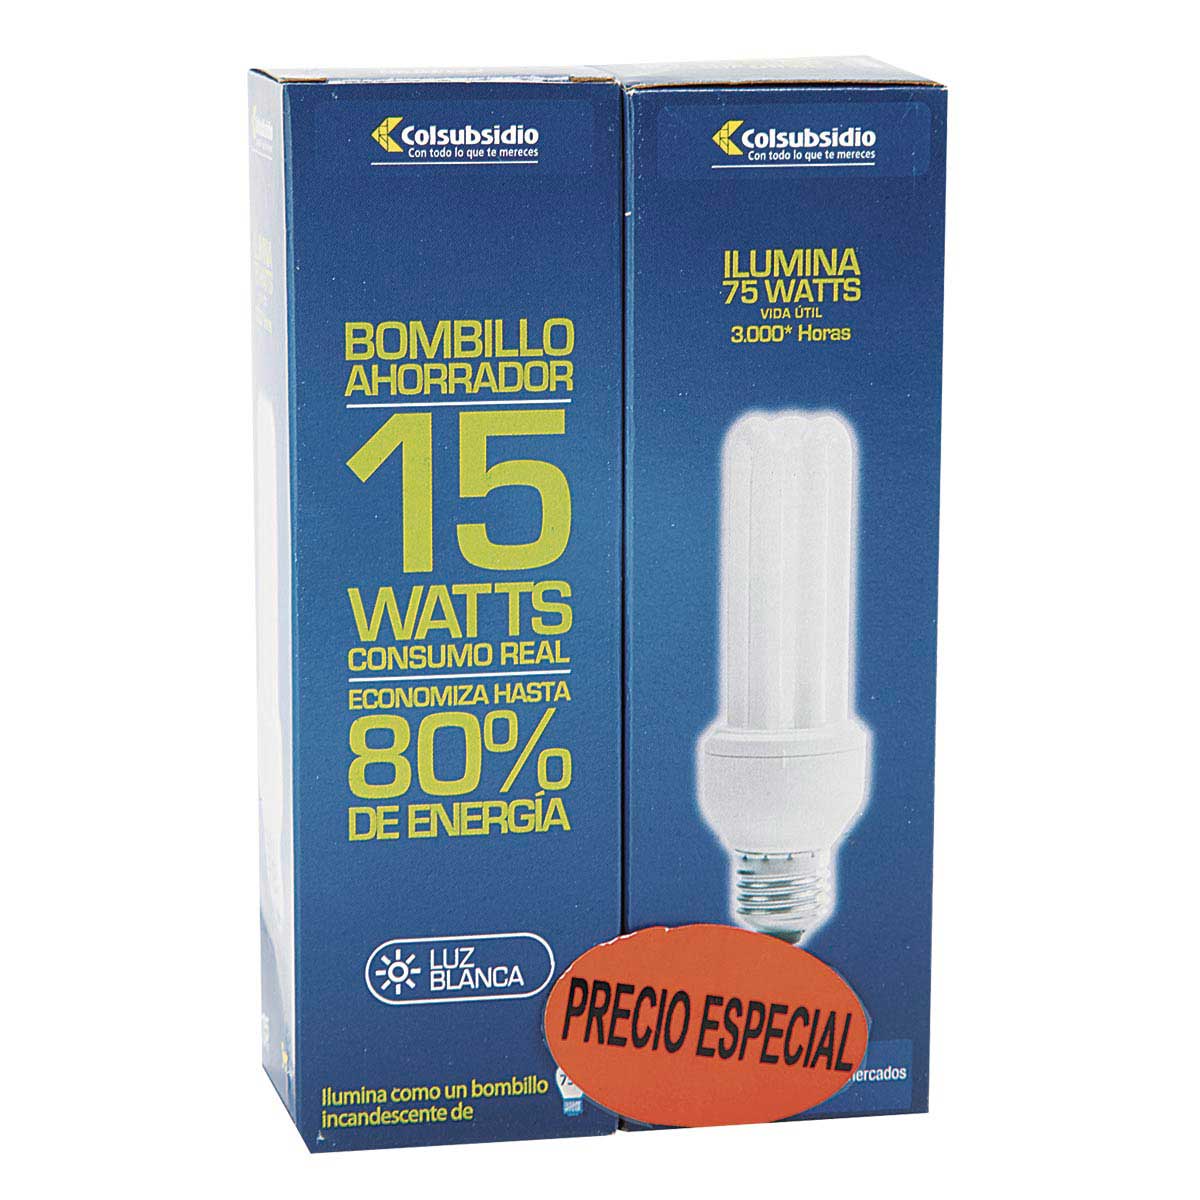 Colsubsidio
Con todo lo que te mereces
BOMBILLO
AHORRADOR
15
WATTS
CONSUMO REAL
ECONOMIZA HASTA
80%
DE ENERGÍA
LUZ
BLANCA
Ilumina como un bombillo
incandescente de
Colsubsidio
Con todo lo que te mereces
ILUMINA
75 WATTS
VIDA ÚTIL
3.000* Horas
PRECIO ESPECIAL